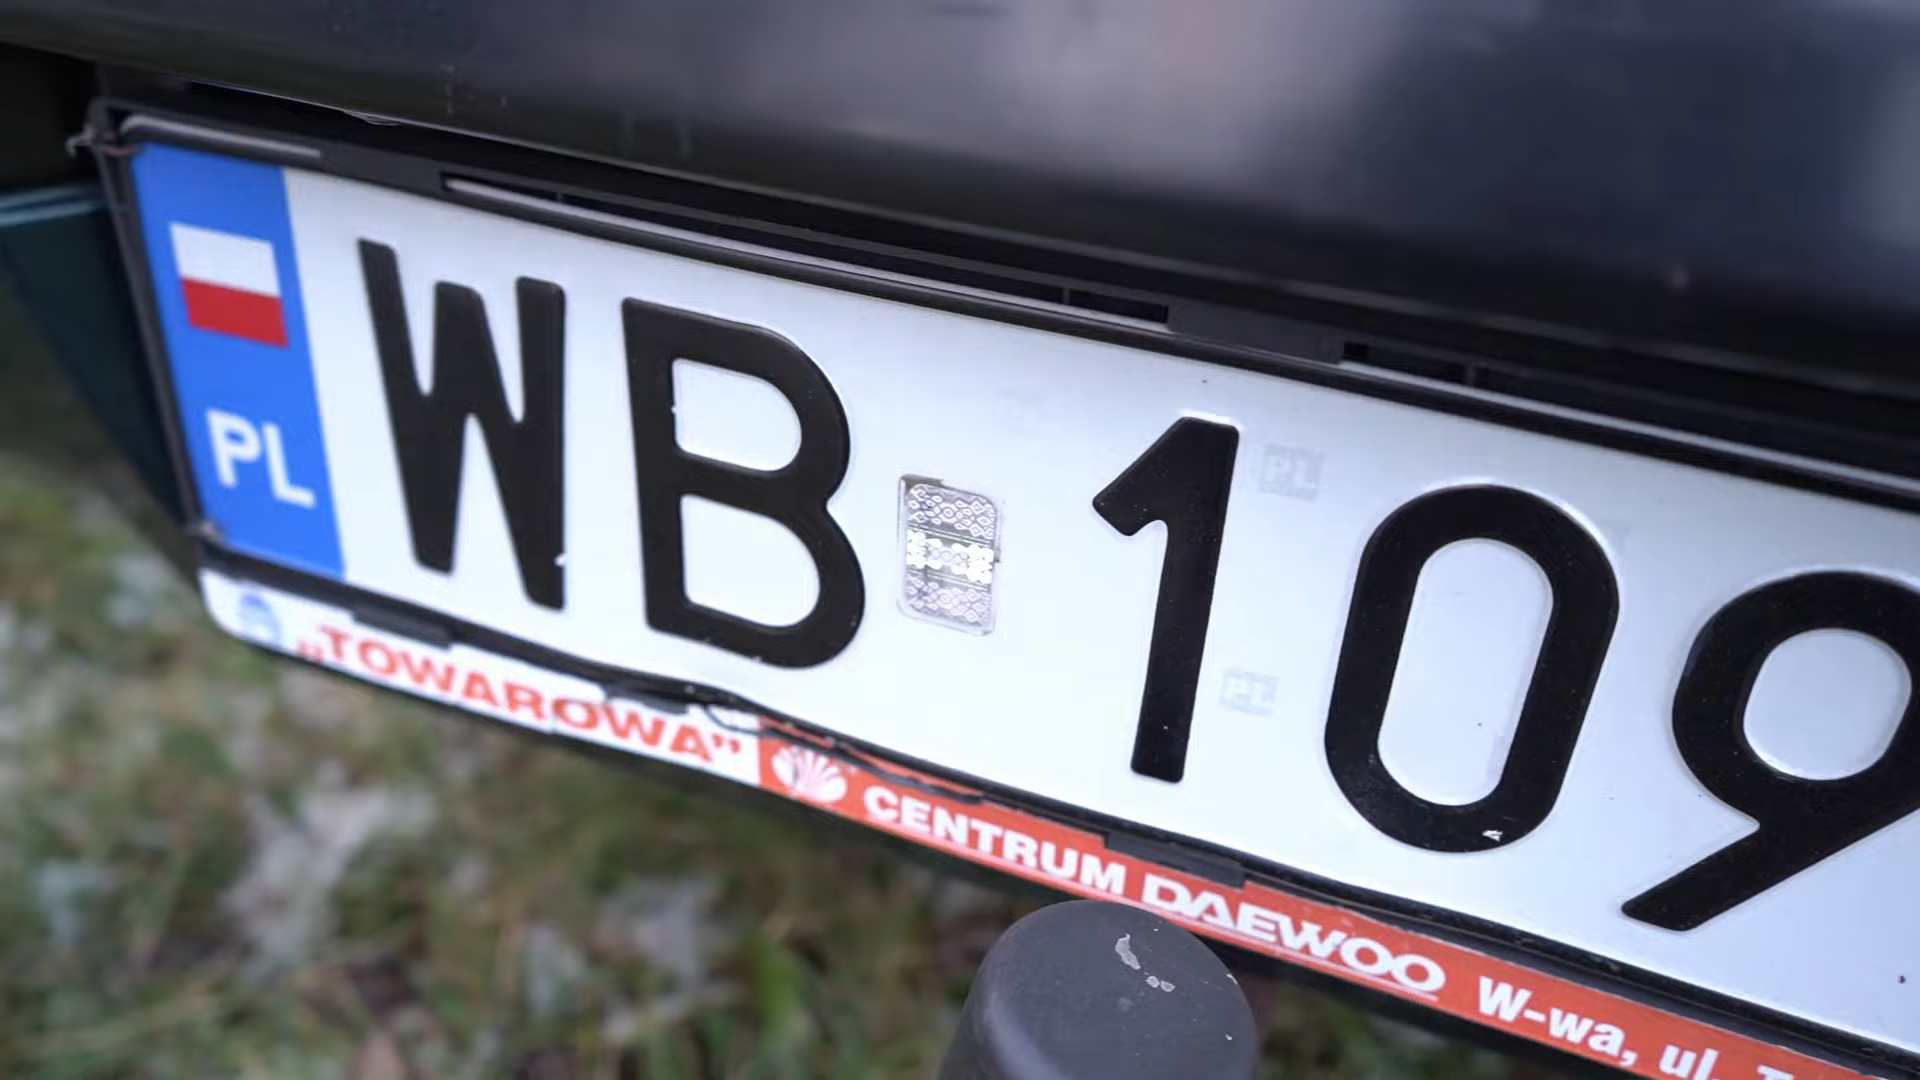 PL
WB 109
„TOWAROWA” CENTRUM DAEWOO W-wa, ul.